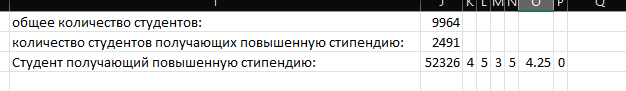 I J K L M N O P Q
общее количество студентов: 9964
количество студентов получающих повышенную стипендию: 2491
Студент получающий повышенную стипендию: 52326 4 5 3 5 4.25 0